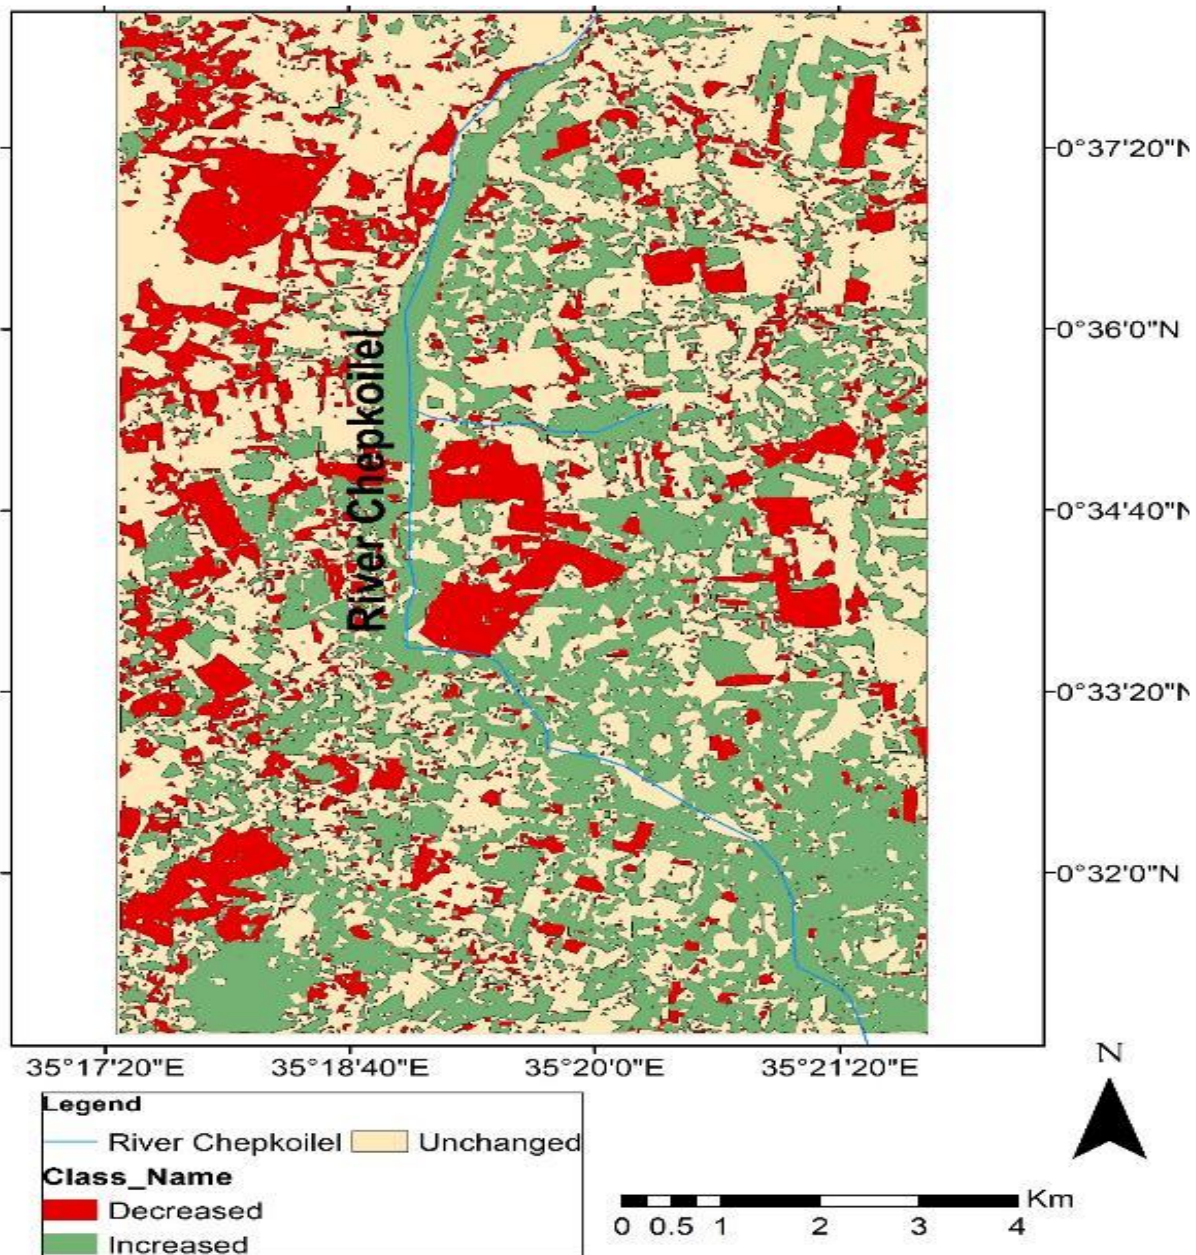 0°37'20"N
0°36'0"N
River Chepkoilel
0°34'40"N
0°33'20"N
0°32'0"N
35°17'20"E 35°18'40"E 35°20'0"E 35°21'20"E
N
Legend
River Chepkoilel Unchanged
Class_Name
Decreased
Increased
Km
0 0.5 1 2 3 4